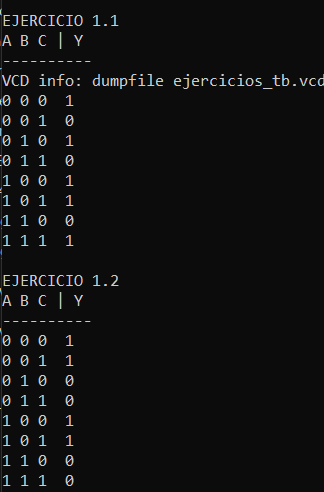 EJERCICIO 1.1
A B C | Y
----------
VCD info: dumpfile ejercicios_tb.vcd
0 0 0  1
0 0 1  0
0 1 0  1
0 1 1  0
1 0 0  1
1 0 1  1
1 1 0  0
1 1 1  1
EJERCICIO 1.2
A B C | Y
----------
0 0 0  1
0 0 1  1
0 1 0  0
0 1 1  0
1 0 0  1
1 0 1  1
1 1 0  0
1 1 1  0